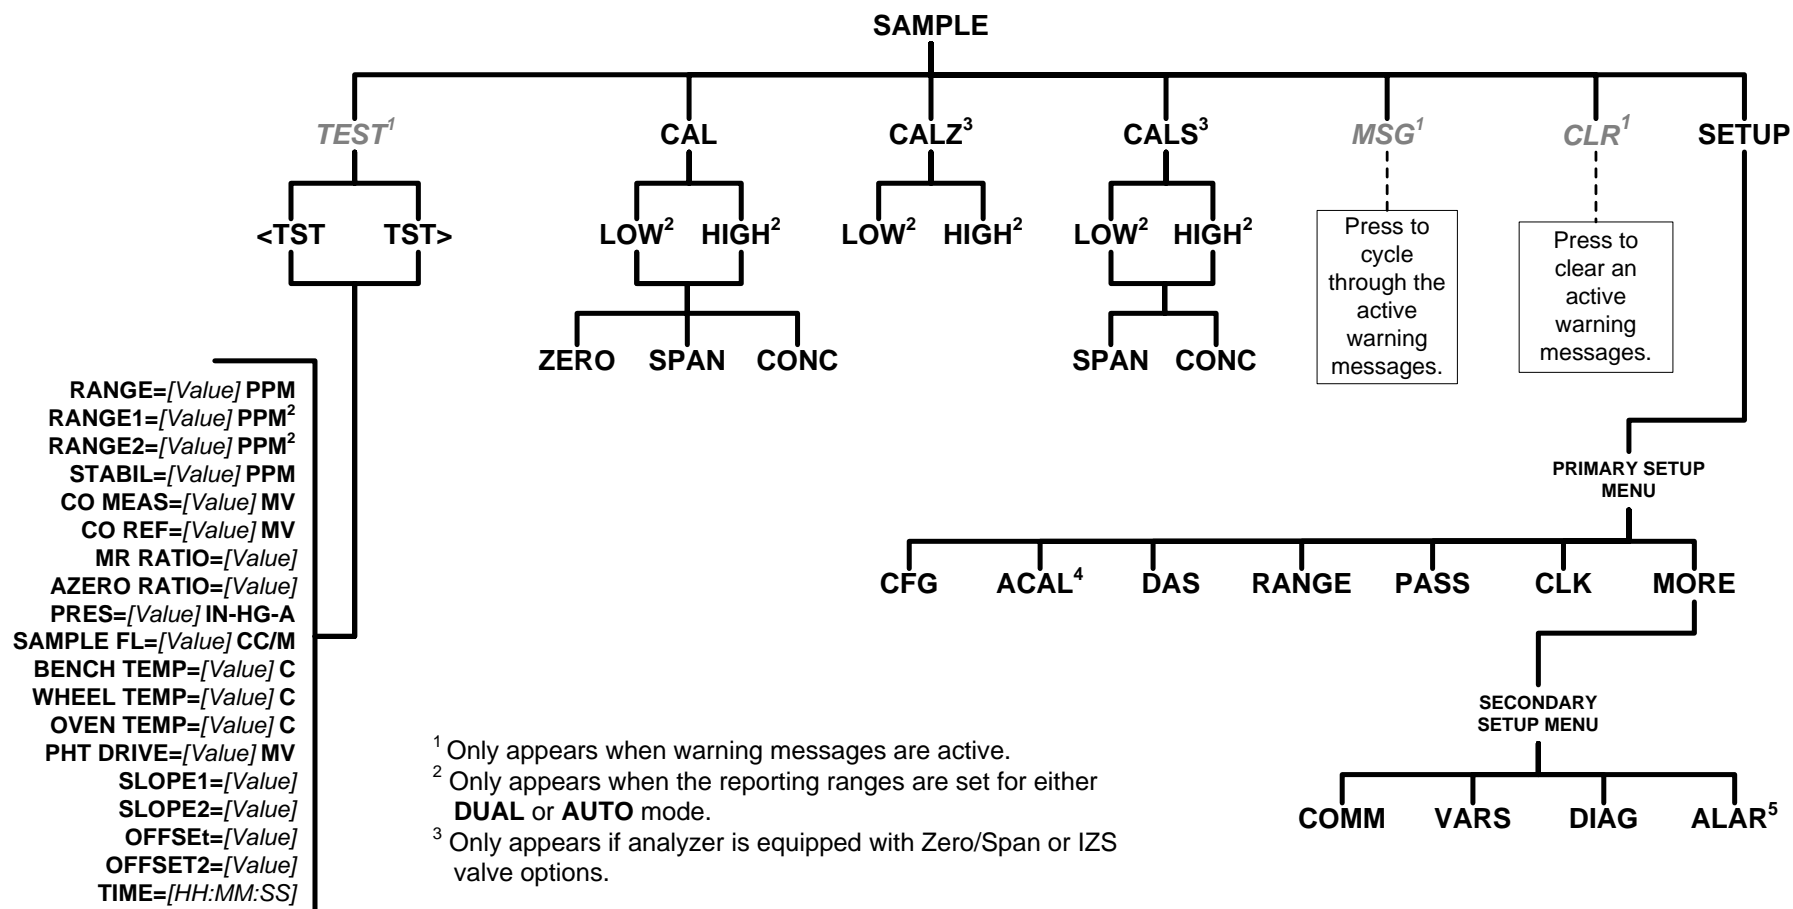 SAMPLE
TEST¹
CAL
CALZ³
CALS³
MSG¹
CLR¹
SETUP
<TST
TST>
LOW²
HIGH²
LOW²
HIGH²
LOW²
HIGH²
Press to
cycle
through the
active
warning
messages.
Press to
clear an
active
warning
messages.
ZERO
SPAN
CONC
SPAN
CONC
RANGE=[Value] PPM
RANGE1=[Value] PPM²
RANGE2=[Value] PPM²
STABIL=[Value] PPM
CO MEAS=[Value] MV
CO REF=[Value] MV
MR RATIO=[Value]
AZERO RATIO=[Value]
PRES=[Value] IN-HG-A
SAMPLE FL=[Value] CC/M
BENCH TEMP=[Value] C
WHEEL TEMP=[Value] C
OVEN TEMP=[Value] C
PHT DRIVE=[Value] MV
SLOPE1=[Value]
SLOPE2=[Value]
OFFSEt=[Value]
OFFSET2=[Value]
TIME=[HH:MM:SS]
PRIMARY SETUP
MENU
CFG
ACAL⁴
DAS
RANGE
PASS
CLK
MORE
SECONDARY
SETUP MENU
COMM
VARS
DIAG
ALAR⁵
¹ Only appears when warning messages are active.
² Only appears when the reporting ranges are set for either
DUAL or AUTO mode.
³ Only appears if analyzer is equipped with Zero/Span or IZS
valve options.